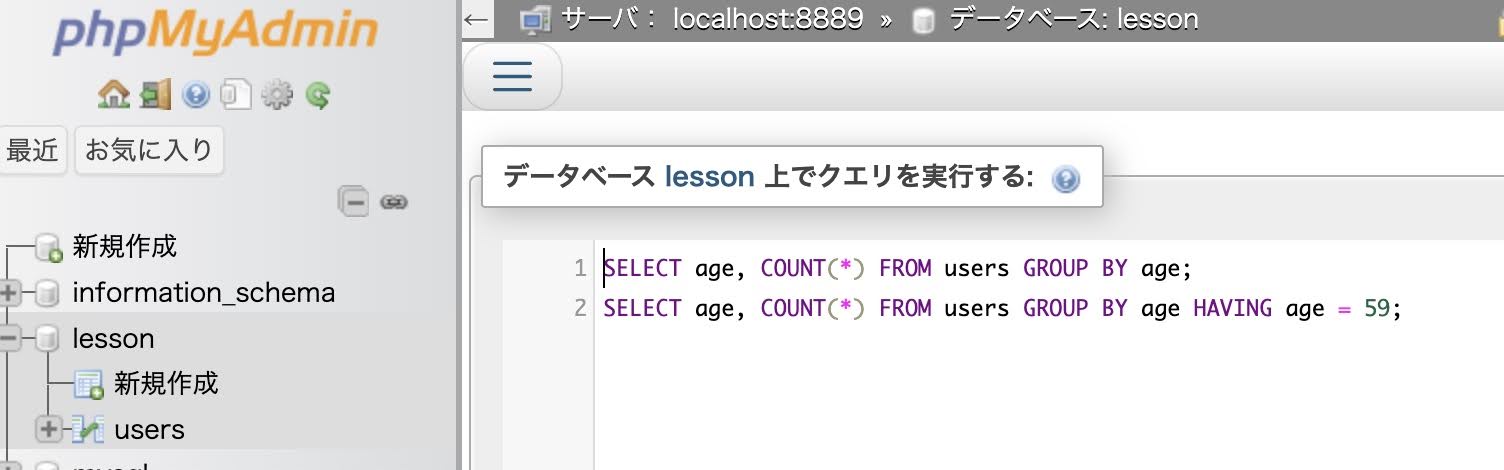 phpMyAdmin
最近 お気に入り
新規作成
information_schema
lesson
新規作成
users
サーバ： localhost:8889 » データベース: lesson
データベース lesson 上でクエリを実行する:
1 SELECT age, COUNT(*) FROM users GROUP BY age;
2 SELECT age, COUNT(*) FROM users GROUP BY age HAVING age = 59;